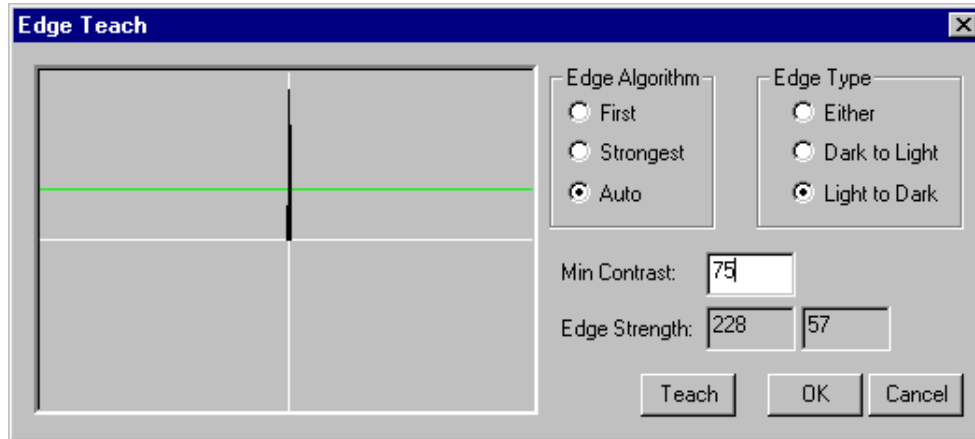 Edge Teach
Edge Algorithm
First
Strongest
Auto
Edge Type
Either
Dark to Light
Light to Dark
Min Contrast: 75
Edge Strength: 228 57
Teach OK Cancel